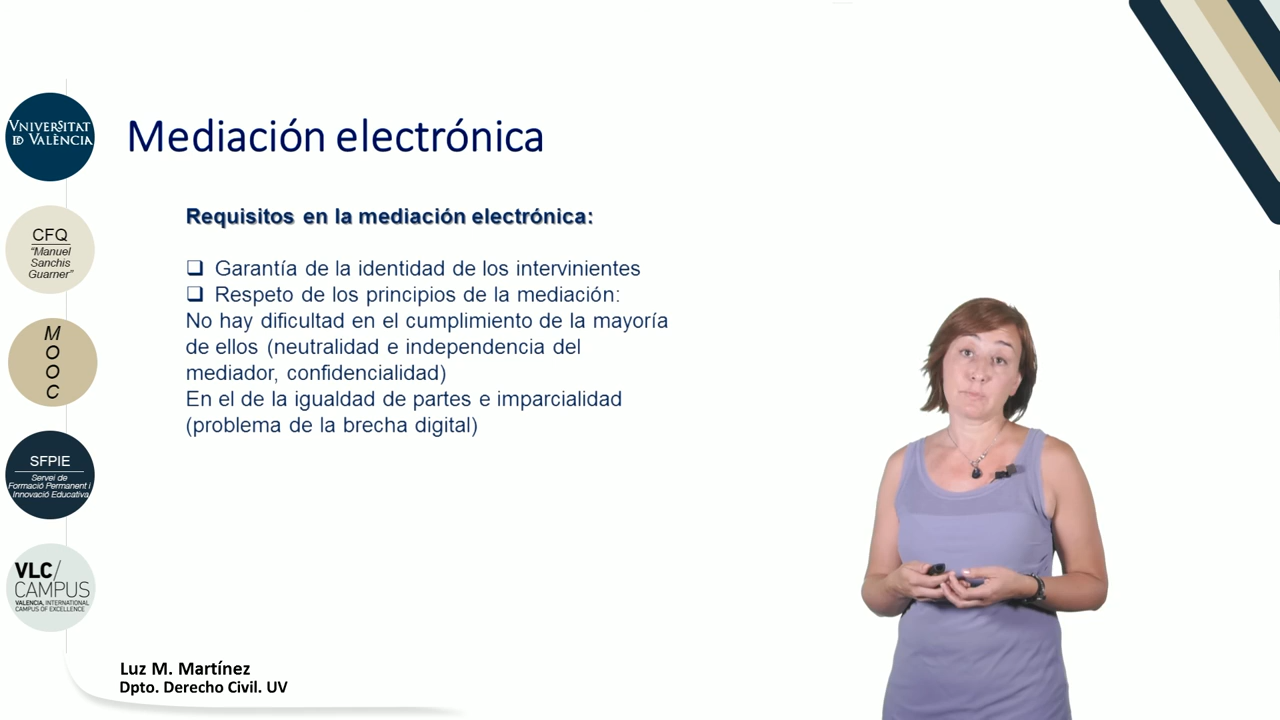 VNIVERSITAT
DE VALÈNCIA
CFQ
"Manuel
Sanchis
Guarner"
M
O
O
C
SFPIE
Servei de
Formació Permanent i
Innovació Educativa
VLC/
CAMPUS
VALENCIA, INTERNATIONAL
CAMPUS OF EXCELLENCE
Mediación electrónica
Requisitos en la mediación electrónica:
❑ Garantía de la identidad de los intervinientes
❑ Respeto de los principios de la mediación:
No hay dificultad en el cumplimiento de la mayoría
de ellos (neutralidad e independencia del
mediador, confidencialidad)
En el de la igualdad de partes e imparcialidad
(problema de la brecha digital)
Luz M. Martínez
Dpto. Derecho Civil. UV